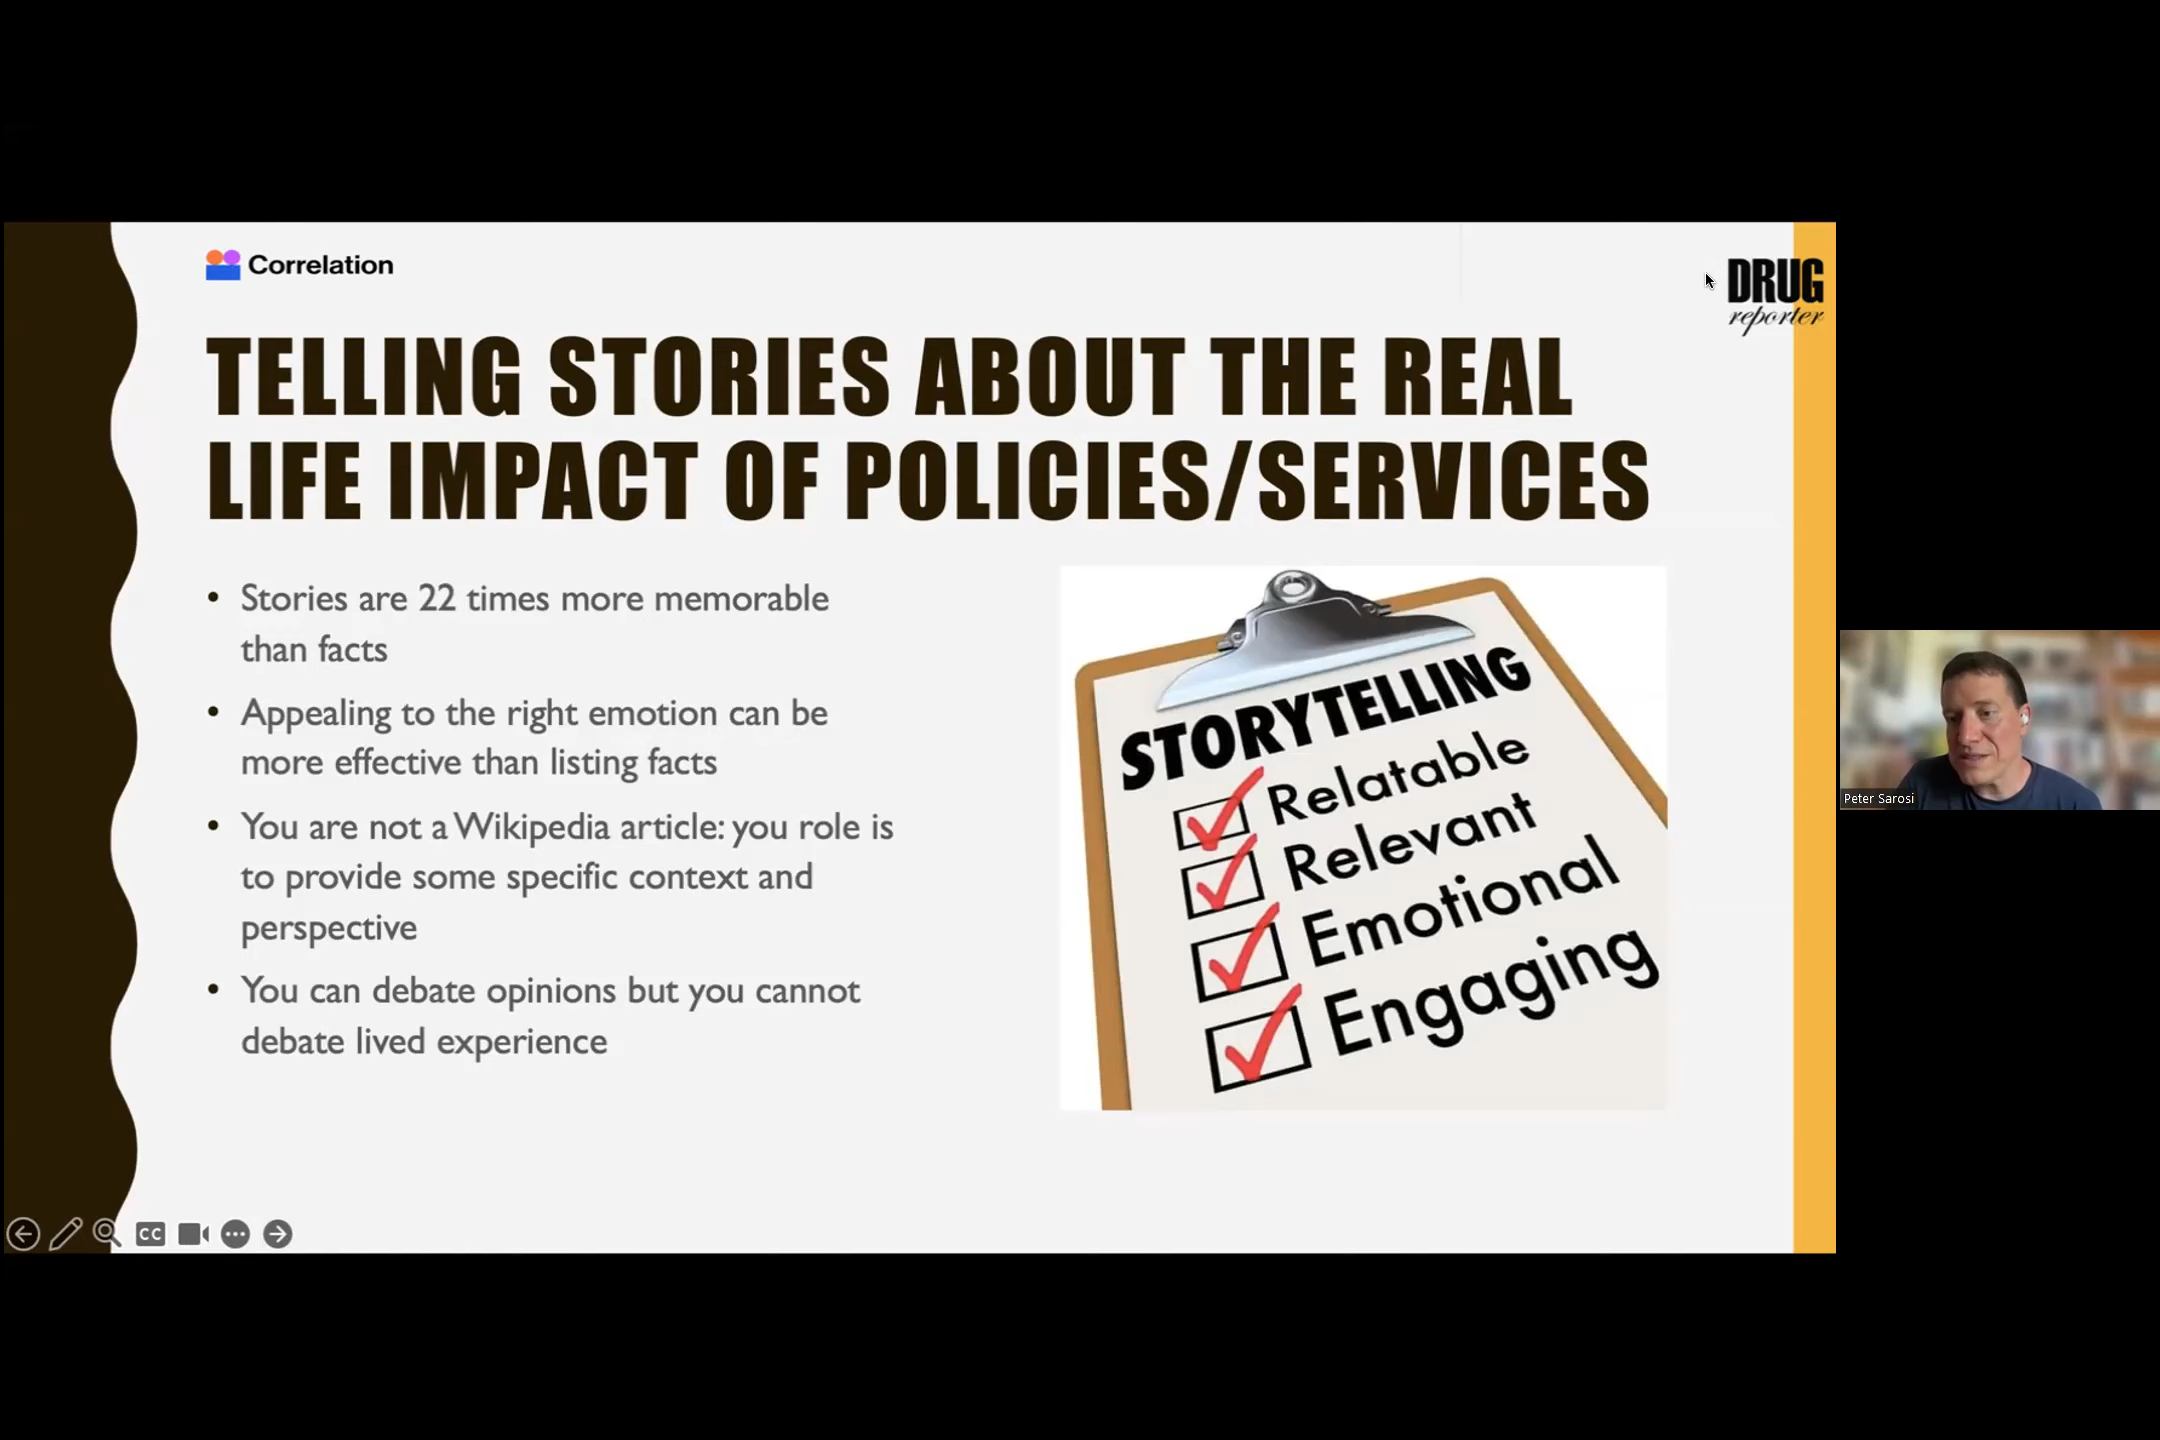 Correlation
DRUG
reporter
TELLING STORIES ABOUT THE REAL
LIFE IMPACT OF POLICIES/SERVICES
• Stories are 22 times more memorable
than facts
• Appealing to the right emotion can be
more effective than listing facts
• You are not a Wikipedia article: you role is
to provide some specific context and
perspective
• You can debate opinions but you cannot
debate lived experience
STORYTELLING
Relatable
Relevant
Emotional
Engaging
Peter Sarosi
CC